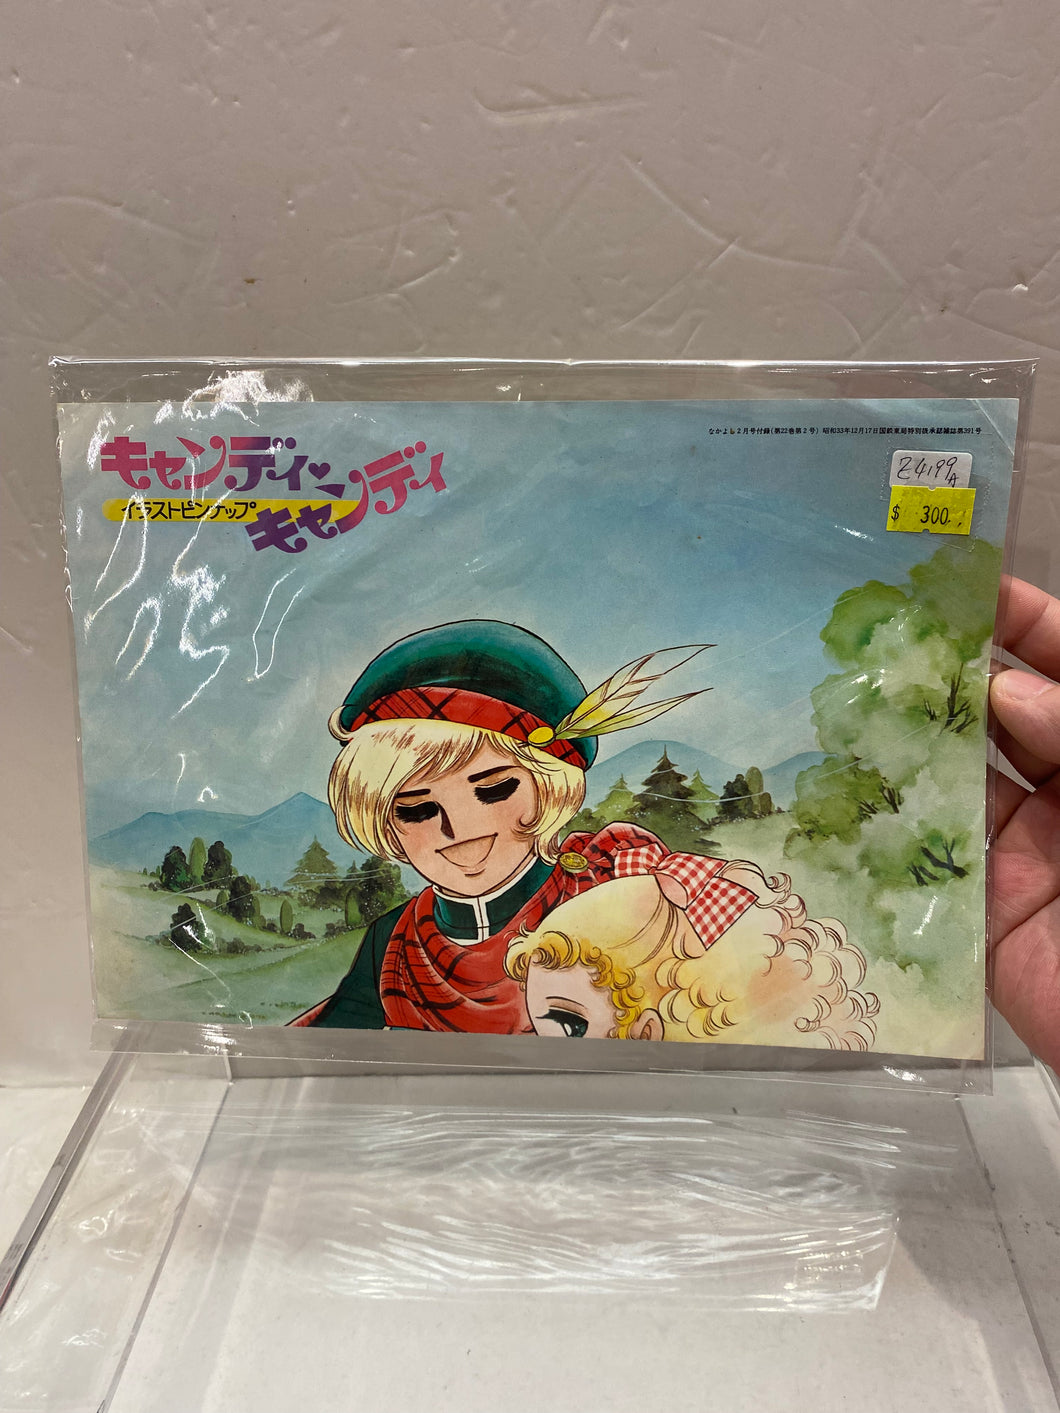 キャンディ♥
キャンディ
イラストピンナップ
なかよし2月号付録(第22巻第2号) 昭和33年12月17日国鉄東局特別扱承認雑誌第391号
Z4199
A
$ 300.